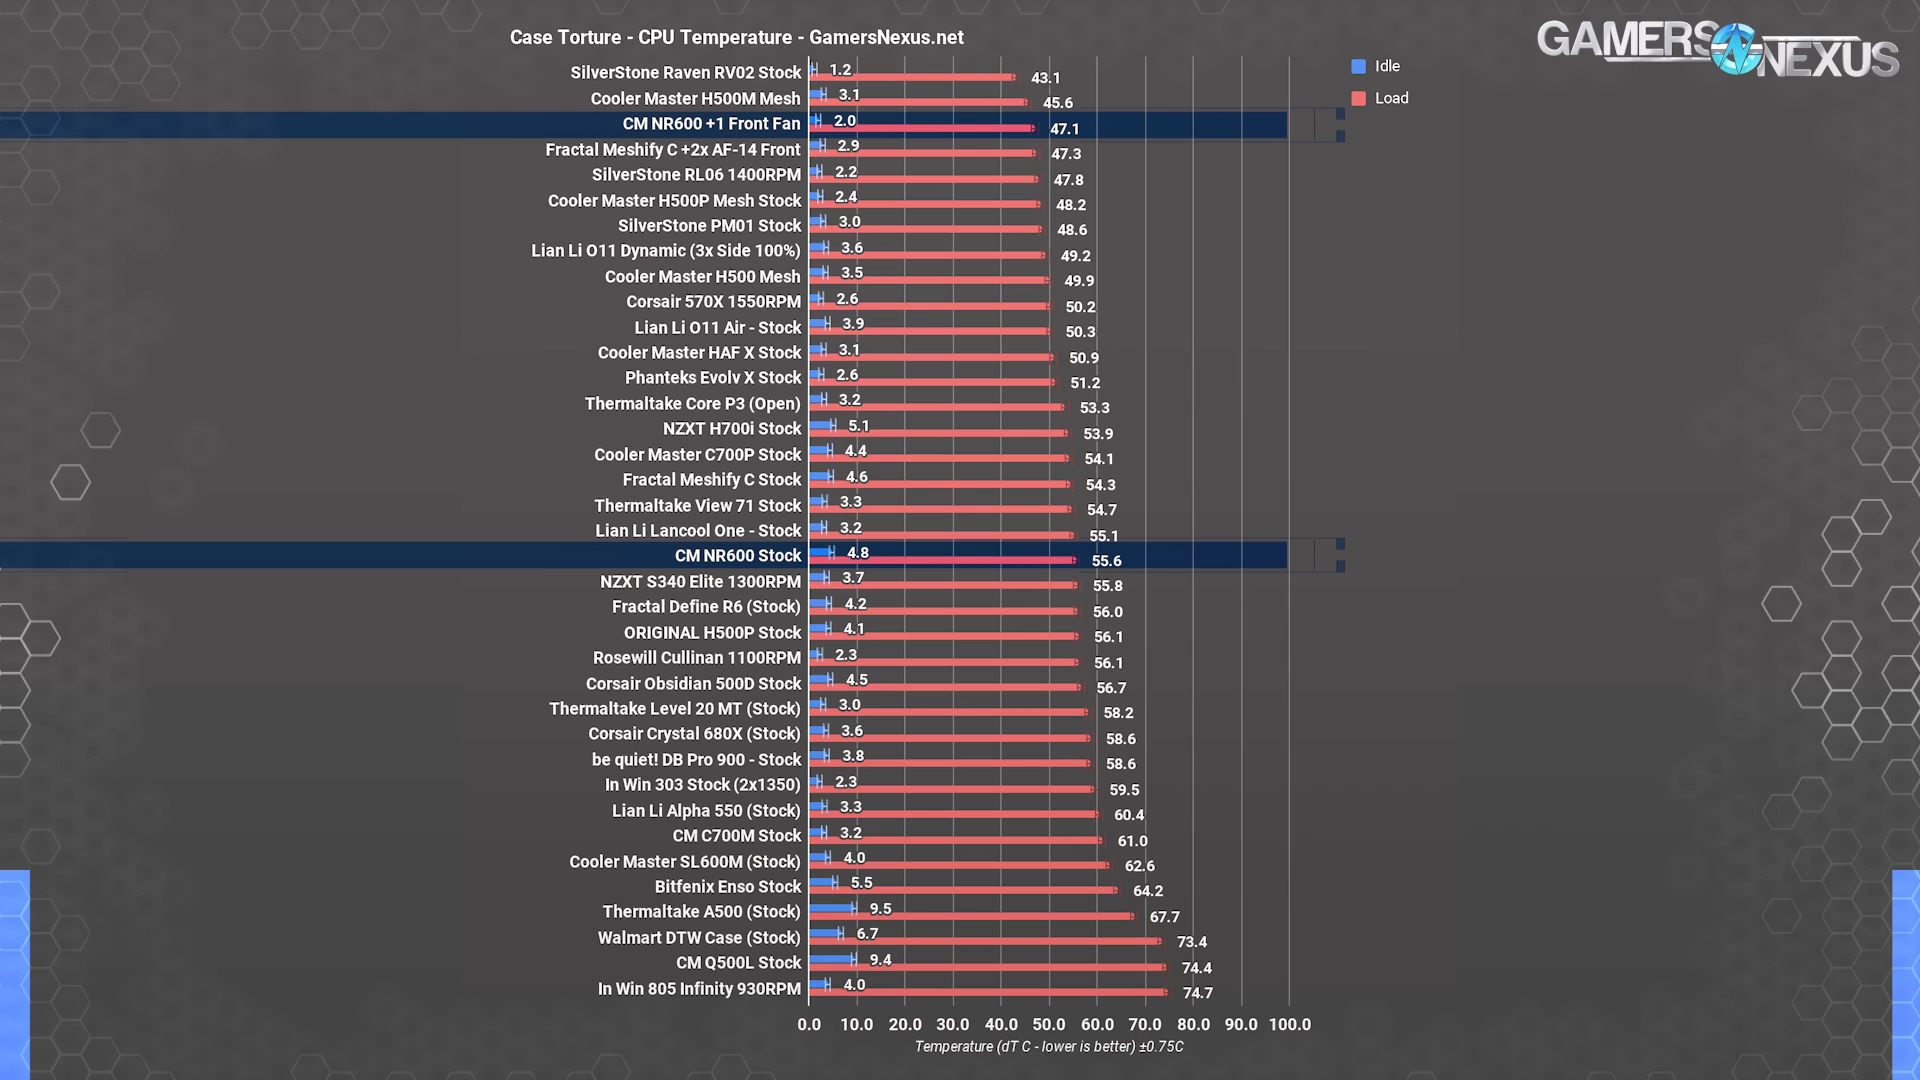 Case Torture - CPU Temperature - GamersNexus.net
GAMERS NEXUS
Idle
Load
SilverStone Raven RV02 Stock 1.2 43.1
Cooler Master H500M Mesh 3.1 45.6
CM NR600 +1 Front Fan 2.0 47.1
Fractal Meshify C +2x AF-14 Front 2.9 47.3
SilverStone RL06 1400RPM 2.2 47.8
Cooler Master H500P Mesh Stock 2.4 48.2
SilverStone PM01 Stock 3.0 48.6
Lian Li O11 Dynamic (3x Side 100%) 3.6 49.2
Cooler Master H500 Mesh 3.5 49.9
Corsair 570X 1550RPM 2.6 50.2
Lian Li O11 Air - Stock 3.9 50.3
Cooler Master HAF X Stock 3.1 50.9
Phanteks Evolv X Stock 2.6 51.2
Thermaltake Core P3 (Open) 3.2 53.3
NZXT H700i Stock 5.1 53.9
Cooler Master C700P Stock 4.4 54.1
Fractal Meshify C Stock 4.6 54.3
Thermaltake View 71 Stock 3.3 54.7
Lian Li Lancool One - Stock 3.2 55.1
CM NR600 Stock 4.8 55.6
NZXT S340 Elite 1300RPM 3.7 55.8
Fractal Define R6 (Stock) 4.2 56.0
ORIGINAL H500P Stock 4.1 56.1
Rosewill Cullinan 1100RPM 2.3 56.1
Corsair Obsidian 500D Stock 4.5 56.7
Thermaltake Level 20 MT (Stock) 3.0 58.2
Corsair Crystal 680X (Stock) 3.6 58.6
be quiet! DB Pro 900 - Stock 3.8 58.6
In Win 303 Stock (2x1350) 2.3 59.5
Lian Li Alpha 550 (Stock) 3.3 60.4
CM C700M Stock 3.2 61.0
Cooler Master SL600M (Stock) 4.0 62.6
Bitfenix Enso Stock 5.5 64.2
Thermaltake A500 (Stock) 9.5 67.7
Walmart DTW Case (Stock) 6.7 73.4
CM Q500L Stock 9.4 74.4
In Win 805 Infinity 930RPM 4.0 74.7
0.0 10.0 20.0 30.0 40.0 50.0 60.0 70.0 80.0 90.0 100.0
Temperature (dT C - lower is better) ±0.75C